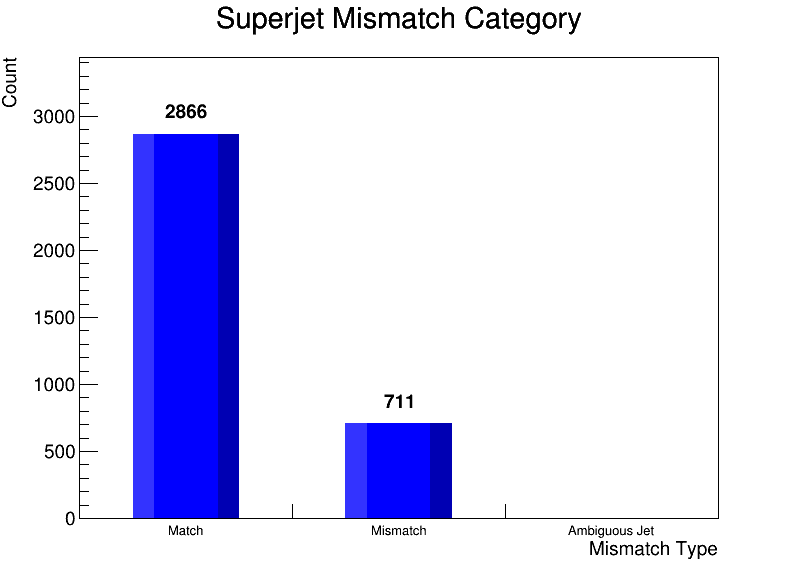 Superjet Mismatch Category
Count
3000
2500
2000
1500
1000
500
0
2866
711
Match
Mismatch
Ambiguous Jet
Mismatch Type